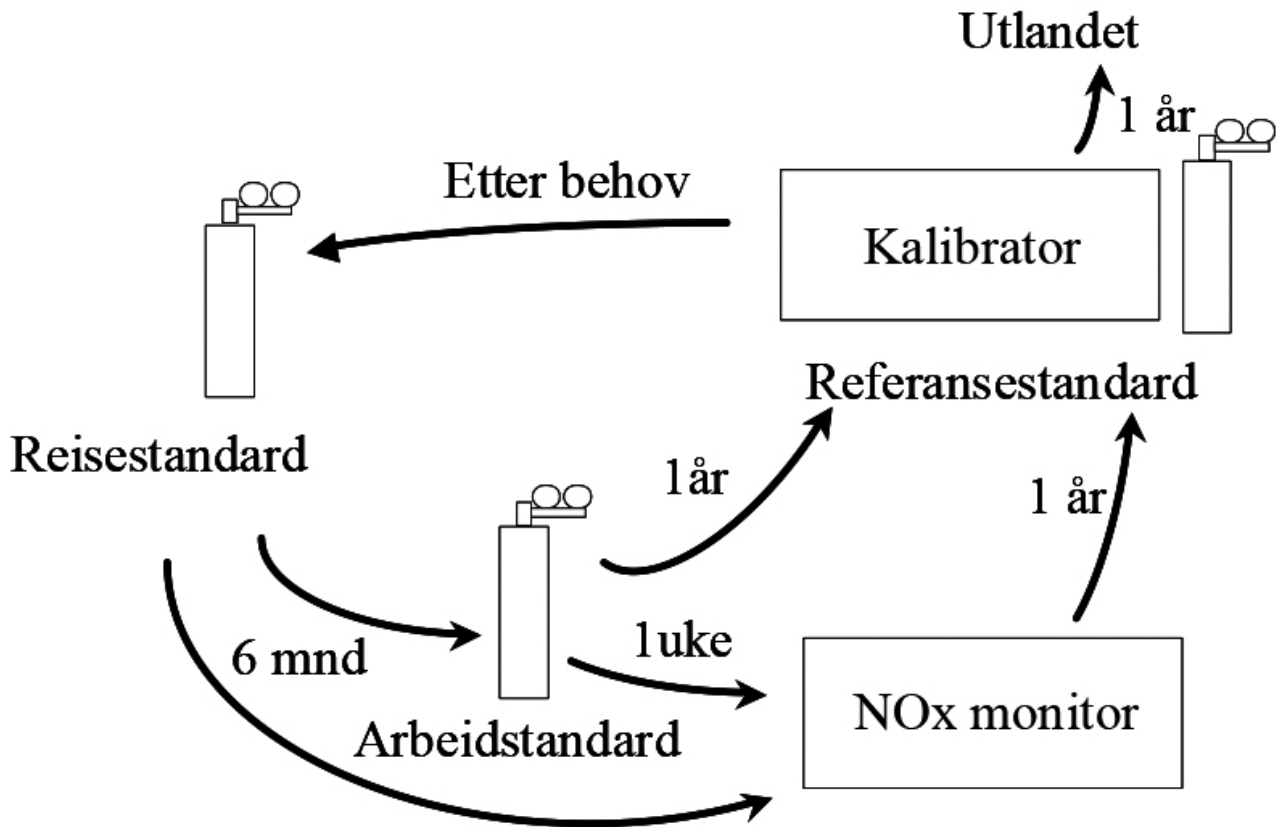 Utlandet
1 år
Etter behov
Kalibrator
Referansestandard
Reisestandard
1år
1 år
6 mnd
1uke
NOx monitor
Arbeidstandard